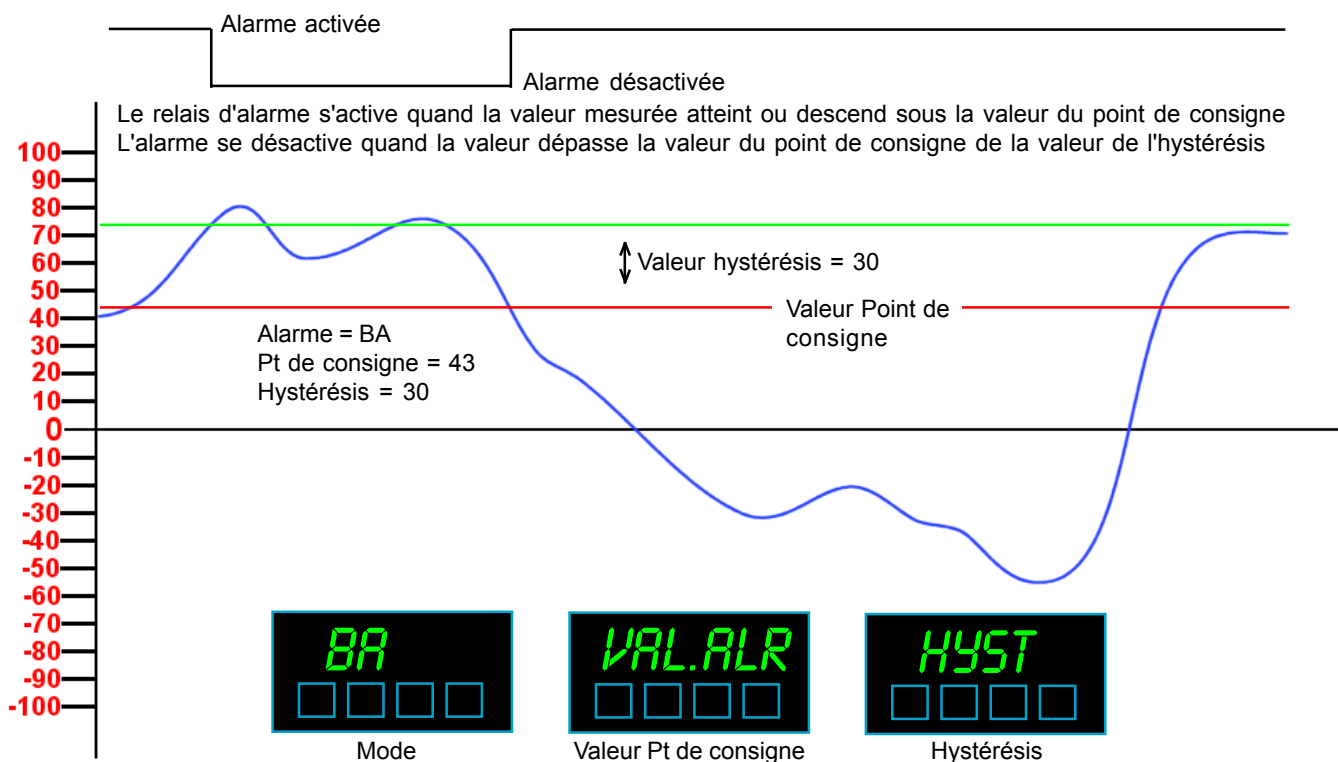 Alarme activée
Alarme désactivée
Le relais d'alarme s'active quand la valeur mesurée atteint ou descend sous la valeur du point de consigne
L'alarme se désactive quand la valeur dépasse la valeur du point de consigne de la valeur de l'hystérésis
100
90
80
70
60
50
40
30
20
10
0
-10
-20
-30
-40
-50
-60
-70
-80
-90
-100
Valeur hystérésis = 30
Valeur Point de
consigne
Alarme = BA
Pt de consigne = 43
Hystérésis = 30
BA
VAL.ALR
HYST
Mode
Valeur Pt de consigne
Hystérésis